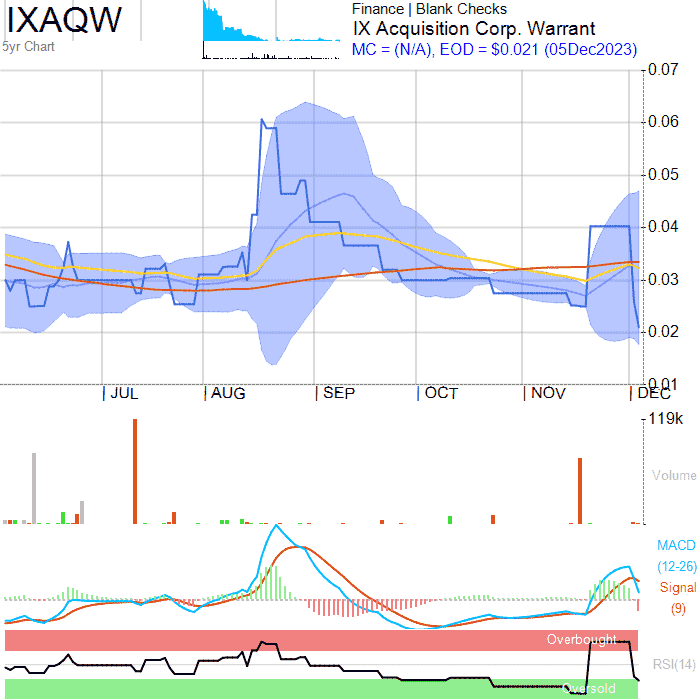 IXAQW
5yr Chart
Finance | Blank Checks
IX Acquisition Corp. Warrant
MC = (N/A), EOD = $0.021 (05Dec2023)
0.07
0.06
0.05
0.04
0.03
0.02
0.01
JUL
AUG
SEP
OCT
NOV
DEC
119k
Volume
MACD
(12-26)
Signal
(9)
Overbought
RSI(14)
Oversold